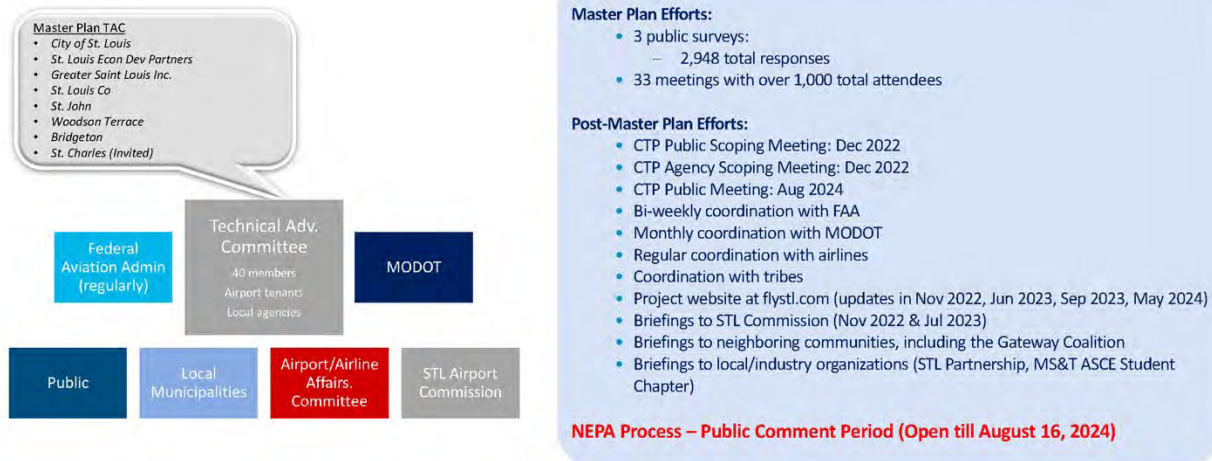 Master Plan TAC
• City of St. Louis
• St. Louis Econ Dev Partners
• Greater Saint Louis Inc.
• St. Louis Co
• St. John
• Woodson Terrace
• Bridgeton
• St. Charles (Invited)
Technical Adv.
Committee
40 members
Airport tenants
Local agencies
Federal
Aviation Admin
(regularly)
MODOT
Public
Local
Municipalities
Airport/Airline
Affairs.
Committee
STL Airport
Commission
Master Plan Efforts:
• 3 public surveys:
– 2,948 total responses
• 33 meetings with over 1,000 total attendees
Post-Master Plan Efforts:
• CTP Public Scoping Meeting: Dec 2022
• CTP Agency Scoping Meeting: Dec 2022
• CTP Public Meeting: Aug 2024
• Bi-weekly coordination with FAA
• Monthly coordination with MODOT
• Regular coordination with airlines
• Coordination with tribes
• Project website at flystl.com (updates in Nov 2022, Jun 2023, Sep 2023, May 2024)
• Briefings to STL Commission (Nov 2022 & Jul 2023)
• Briefings to neighboring communities, including the Gateway Coalition
• Briefings to local/industry organizations (STL Partnership, MS&T ASCE Student
Chapter)
NEPA Process – Public Comment Period (Open till August 16, 2024)